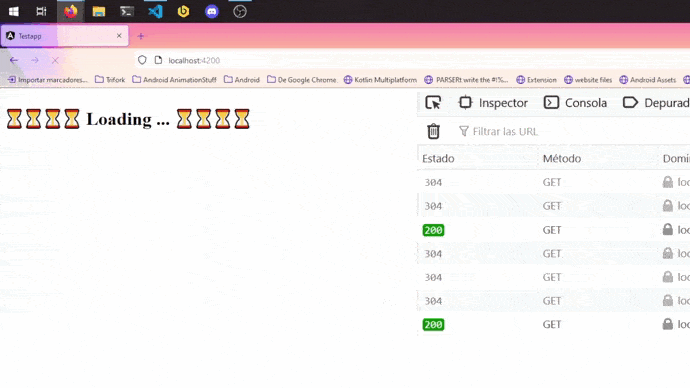 Testapp
localhost:4200
Importar marcadores... Trifork Android AnimationStuff Android De Google Chrome Kotlin Multiplatform PARSERt write the #!%... Extension website files Android Assets
⏳⏳⏳⏳ Loading ... ⏳⏳⏳⏳
Inspector Consola Depurad
Filtrar las URL
Estado Método Domi
304 GET loc
304 GET loc
200 GET loc
304 GET loc
304 GET loc
304 GET loc
200 GET loc